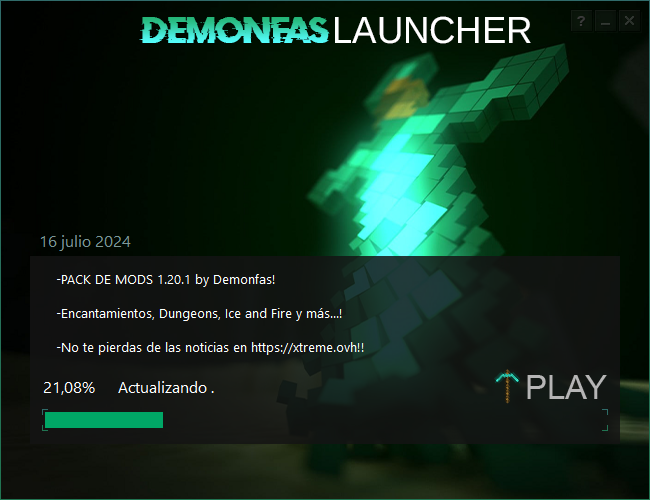 DEMONFAS LAUNCHER
?
16 julio 2024
-PACK DE MODS 1.20.1 by Demonfas!
-Encantamientos, Dungeons, Ice and Fire y más...!
-No te pierdas de las noticias en https://xtreme.ovh!!
21,08% Actualizando .
PLAY